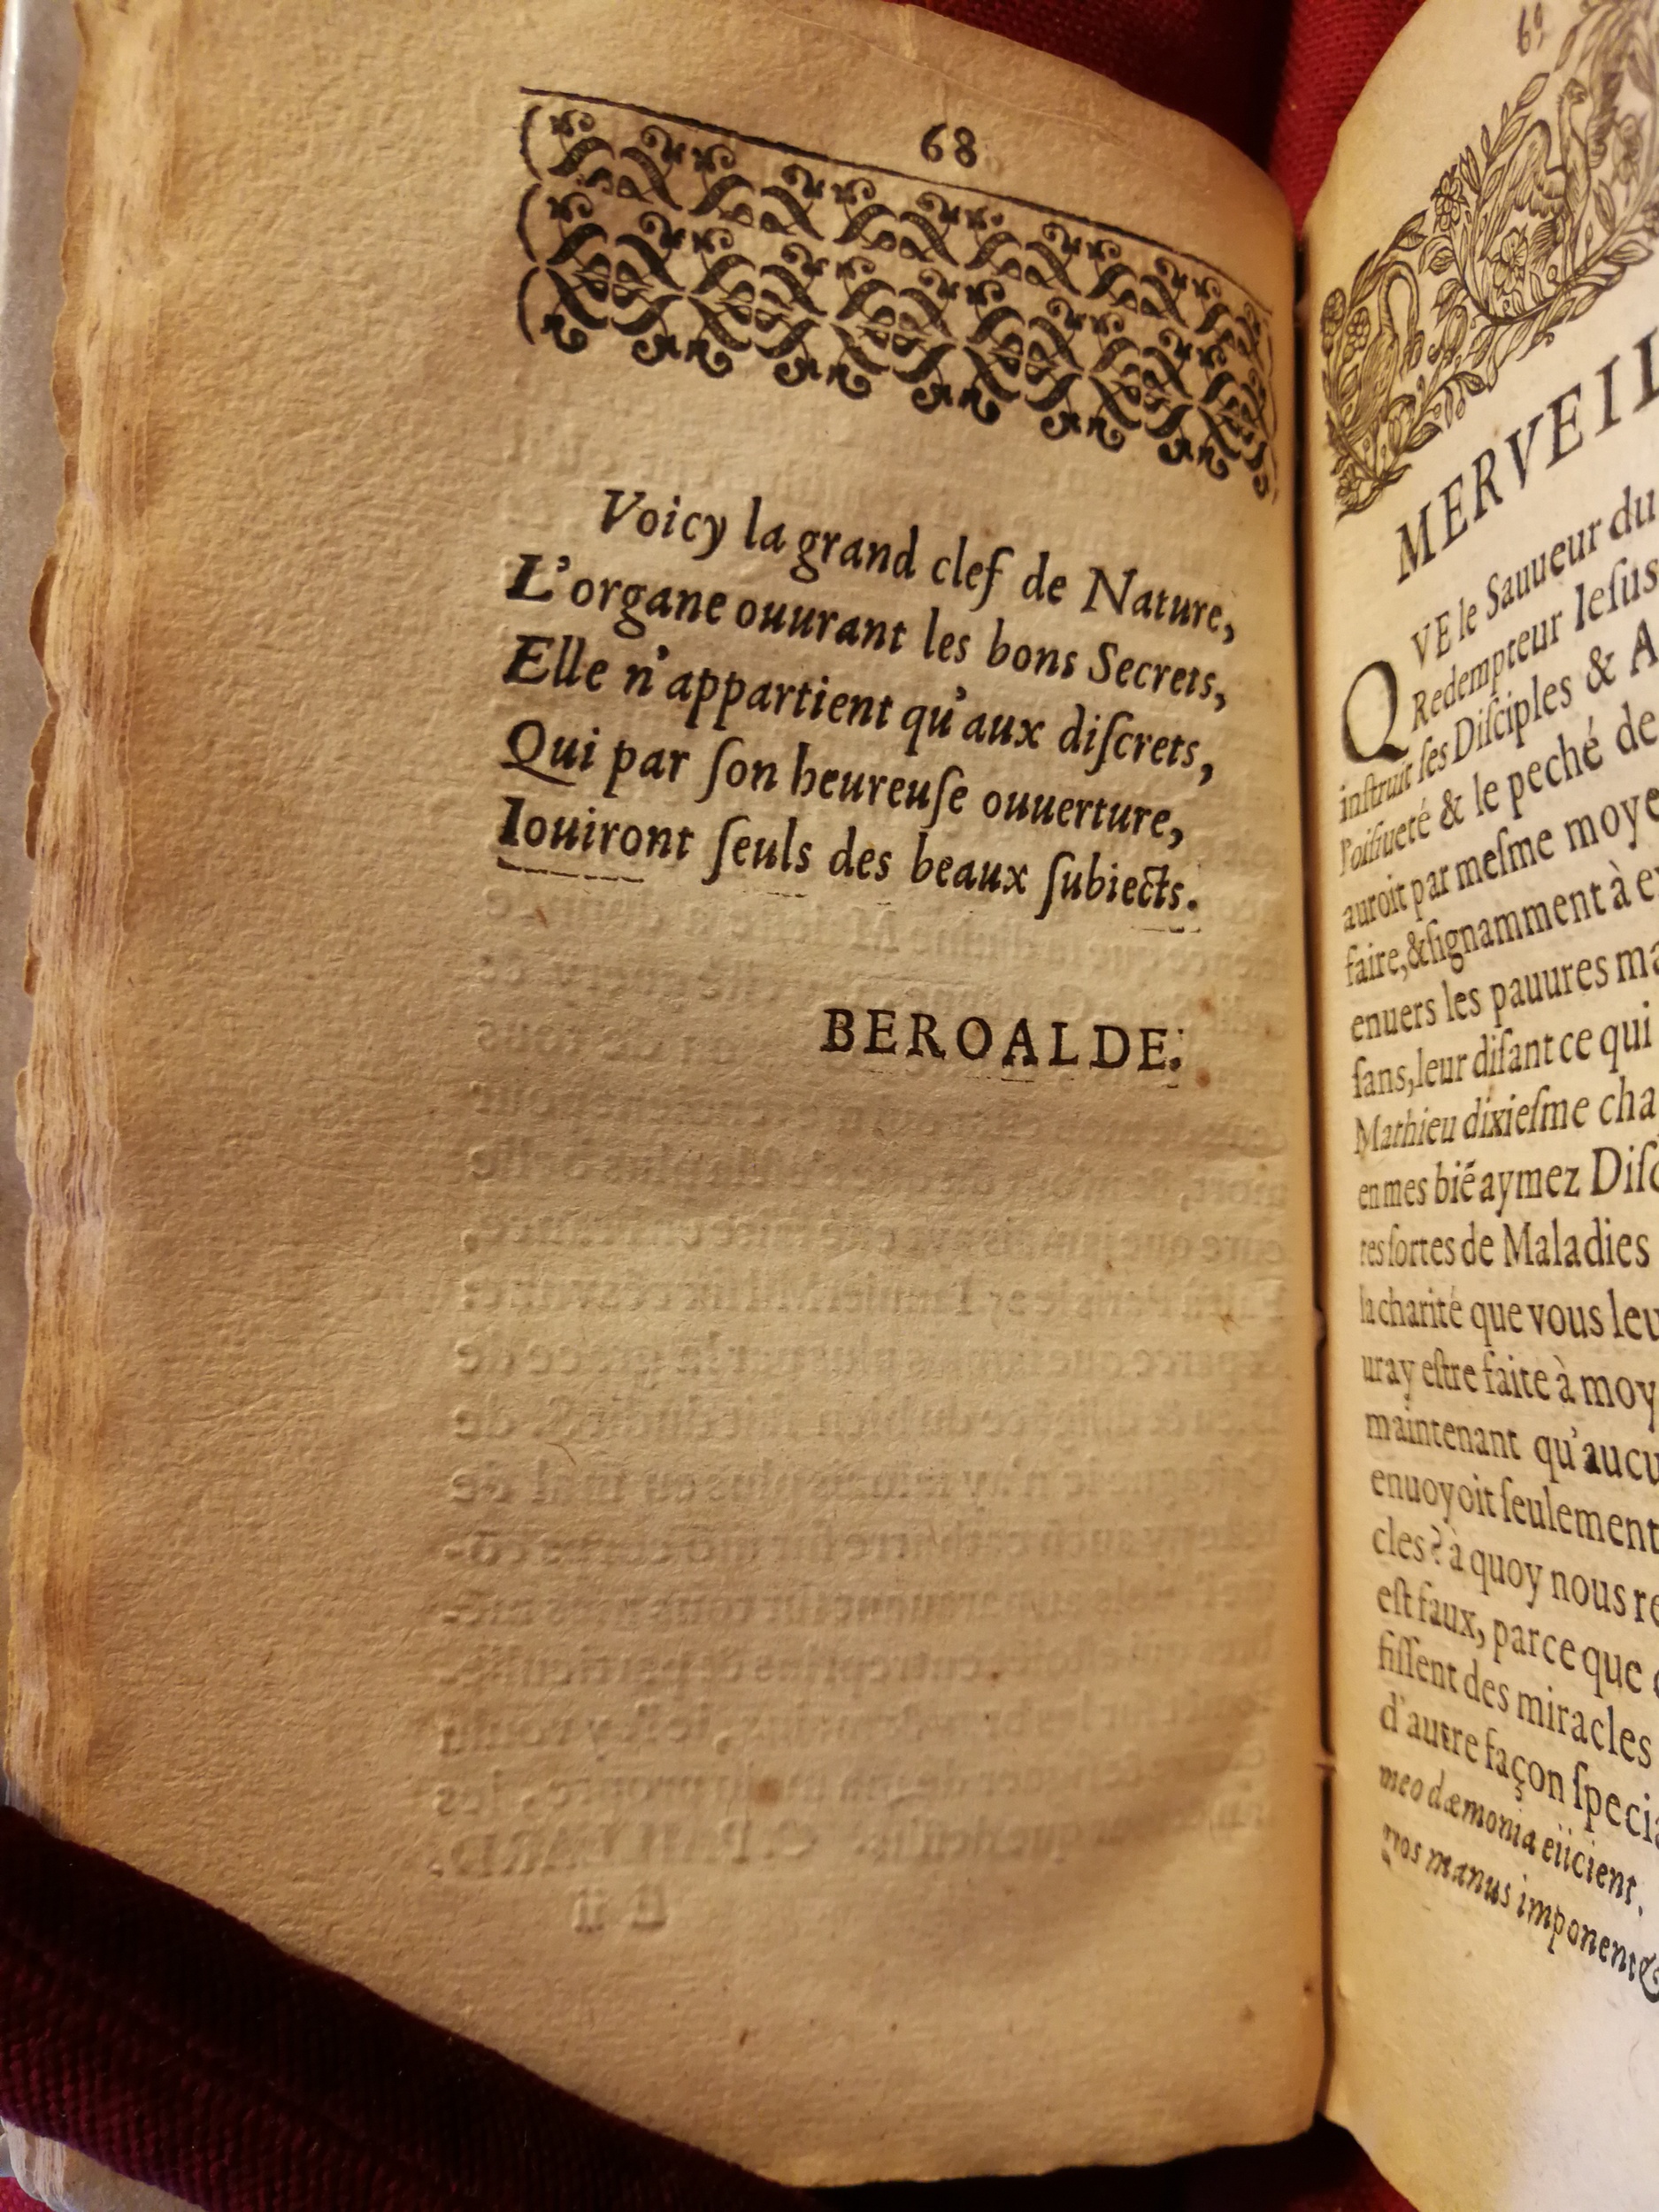 68
Voicy la grand clef de Nature,
L'organe ouurant les bons Secrets,
Elle n'appartient qu'aux diſcrets,
Qui par ſon heureuſe ouuerture,
Iouiront ſeuls des beaux ſubiects.
BEROALDE.
69
MERVEIL
QVE le Sauueur du
Redempteur Ieſus
inſtruit ſes Diſciples & A
l'oiſiueté & le peché de
auroit par meſme moye
faire, & ſignamment à e
enuers les pauures ma
ſans, leur diſant ce qui
Mathieu dixieſme cha
en mes bié aymez Diſc
res ſortes de Maladies
la charité que vous leu
uray eſtre faite à moy
maintenant qu'aucu
enuoyoit ſeulement
cles? à quoy nous re
eſt faux, parce que
fiſſent des miracles
d'autre façon ſpecia
meo dæmonia eiicient.
gros manus imponent &